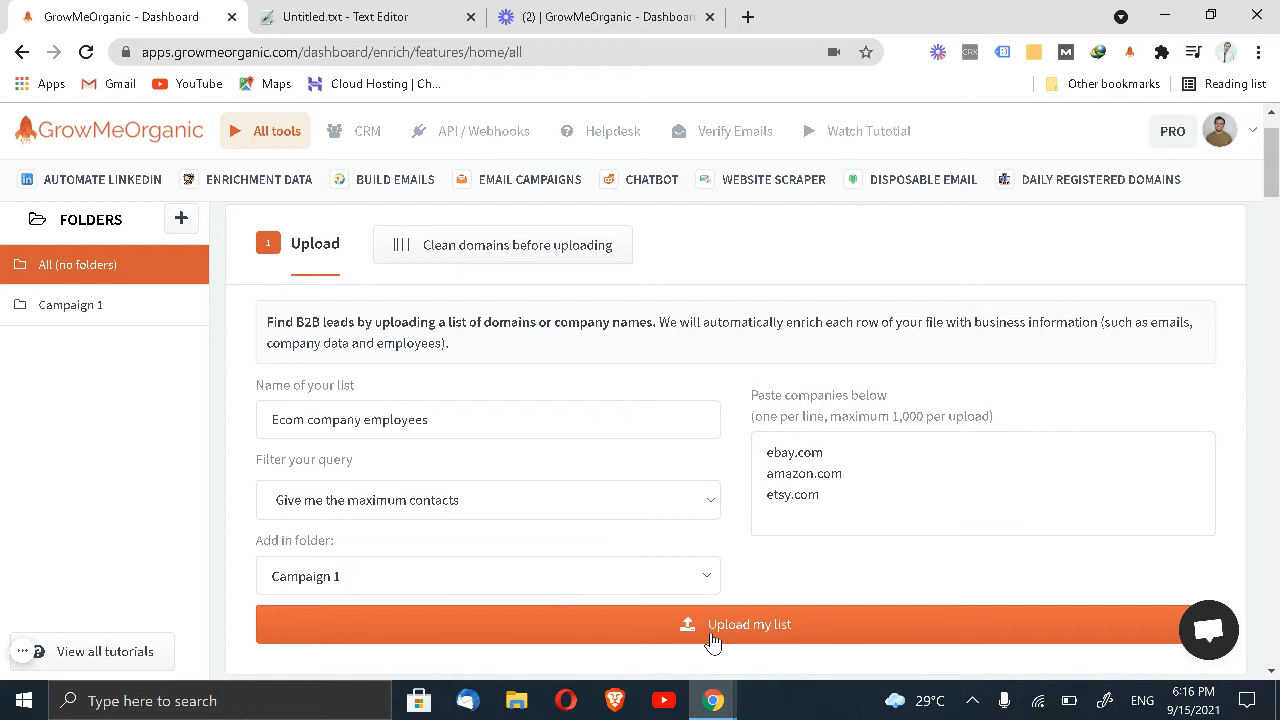 GrowMeOrganic - Dashboard
Untitled.txt - Text Editor
(2) | GrowMeOrganic - Dashboar
apps.growmeorganic.com/dashboard/enrich/features/home/all
CRX
M
Apps
Gmail
YouTube
Maps
Cloud Hosting | Ch...
Other bookmarks
Reading list
GrowMeOrganic
All tools
CRM
API / Webhooks
Helpdesk
Verify Emails
Watch Tutotial
PRO
AUTOMATE LINKEDIN
ENRICHMENT DATA
BUILD EMAILS
EMAIL CAMPAIGNS
CHATBOT
WEBSITE SCRAPER
DISPOSABLE EMAIL
DAILY REGISTERED DOMAINS
FOLDERS
+
All (no folders)
Campaign 1
1
Upload
Clean domains before uploading
Find B2B leads by uploading a list of domains or company names. We will automatically enrich each row of your file with business information (such as emails,
company data and employees).
Name of your list
Ecom company employees
Filter your query
Give me the maximum contacts
Add in folder:
Campaign 1
Paste companies below
(one per line, maximum 1,000 per upload)
ebay.com
amazon.com
etsy.com
Upload my list
View all tutorials
Type here to search
29°C
ENG
6:16 PM
9/15/2021